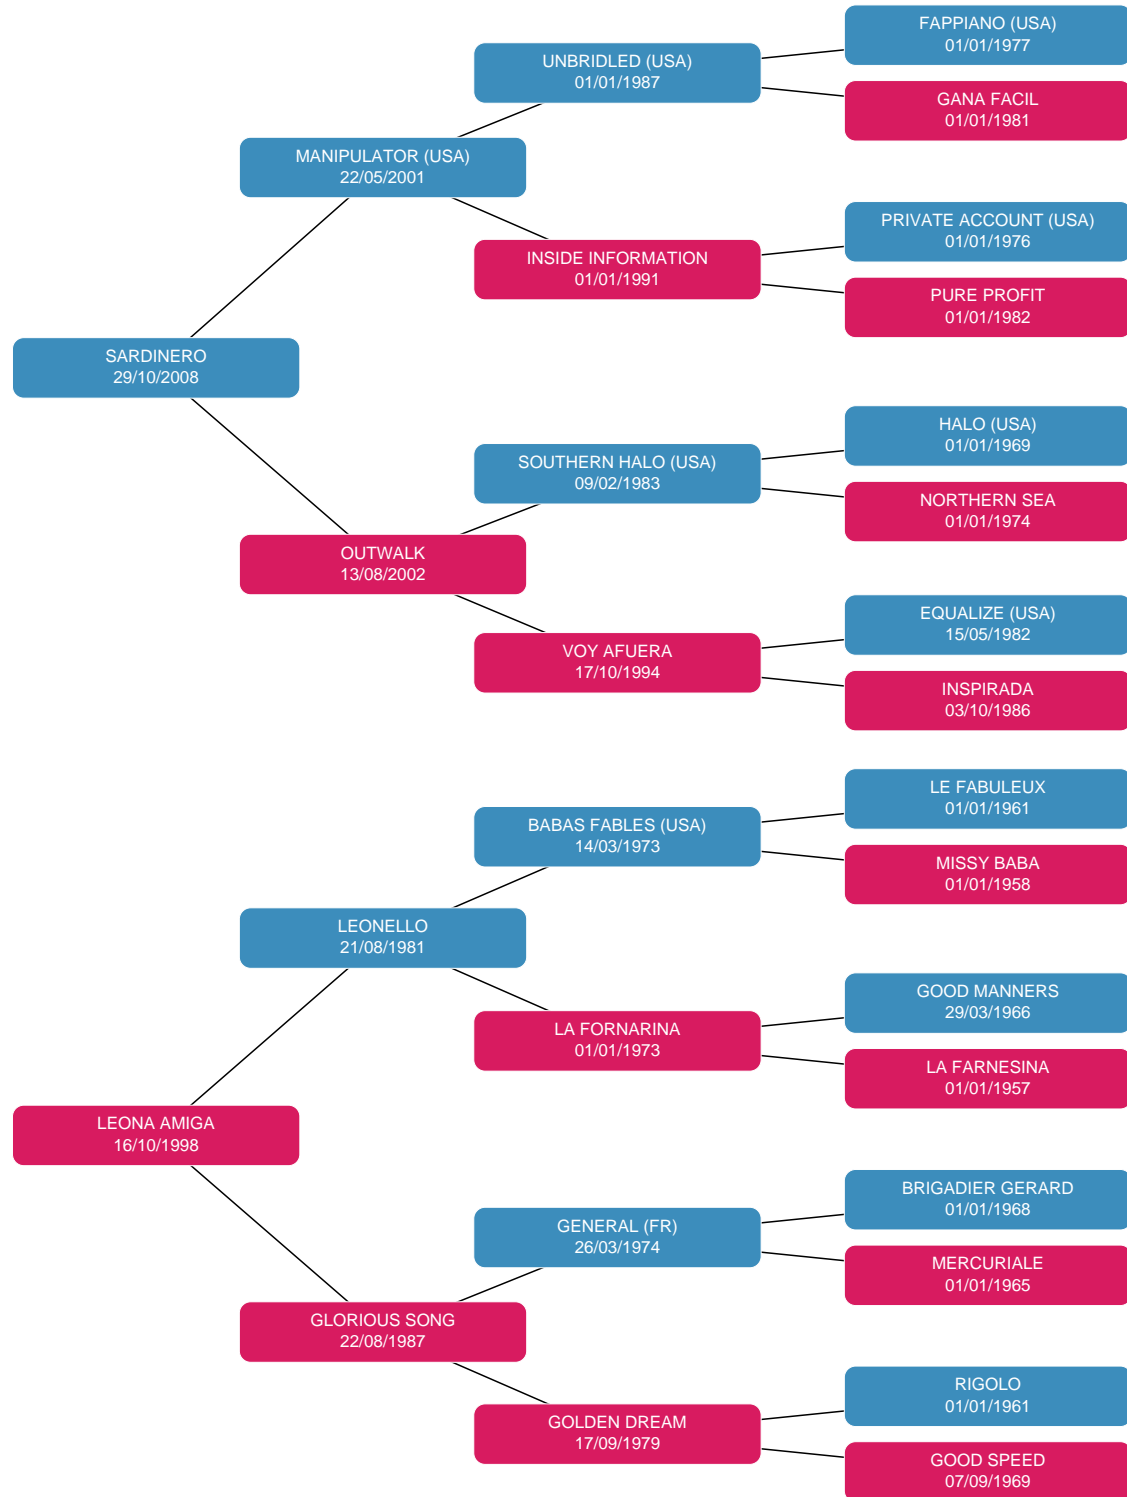 FAPPIANO (USA)
01/01/1977
UNBRIDLED (USA)
01/01/1987
GANA FACIL
01/01/1981
MANIPULATOR (USA)
22/05/2001
PRIVATE ACCOUNT (USA)
01/01/1976
INSIDE INFORMATION
01/01/1991
PURE PROFIT
01/01/1982
SARDINERO
29/10/2008
HALO (USA)
01/01/1969
SOUTHERN HALO (USA)
09/02/1983
NORTHERN SEA
01/01/1974
OUTWALK
13/08/2002
EQUALIZE (USA)
15/05/1982
VOY AFUERA
17/10/1994
INSPIRADA
03/10/1986
LE FABULEUX
01/01/1961
BABAS FABLES (USA)
14/03/1973
MISSY BABA
01/01/1958
LEONELLO
21/08/1981
GOOD MANNERS
29/03/1966
LA FORNARINA
01/01/1973
LA FARNESINA
01/01/1957
LEONA AMIGA
16/10/1998
BRIGADIER GERARD
01/01/1968
GENERAL (FR)
26/03/1974
MERCURIALE
01/01/1965
GLORIOUS SONG
22/08/1987
RIGOLO
01/01/1961
GOLDEN DREAM
17/09/1979
GOOD SPEED
07/09/1969